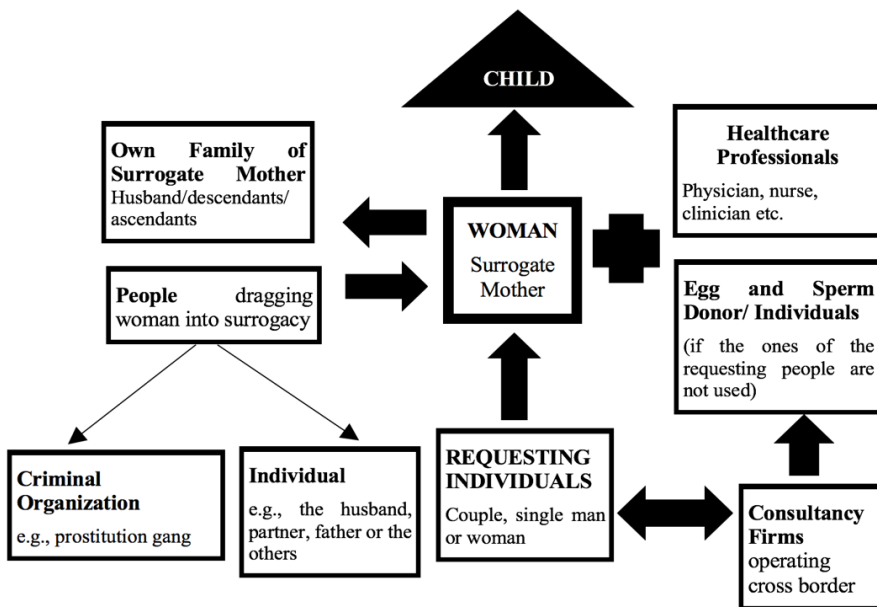 CHILD
Own Family of
Surrogate Mother
Husband/descendants/
ascendants
Healthcare
Professionals
Physician, nurse,
clinician etc.
WOMAN
Surrogate
Mother
People dragging
woman into surrogacy
Egg and Sperm
Donor/ Individuals
(if the ones of the
requesting people are
not used)
Criminal
Organization
e.g., prostitution gang
Individual
e.g., the husband,
partner, father or the
others
REQUESTING
INDIVIDUALS
Couple, single man
or woman
Consultancy
Firms
operating
cross border